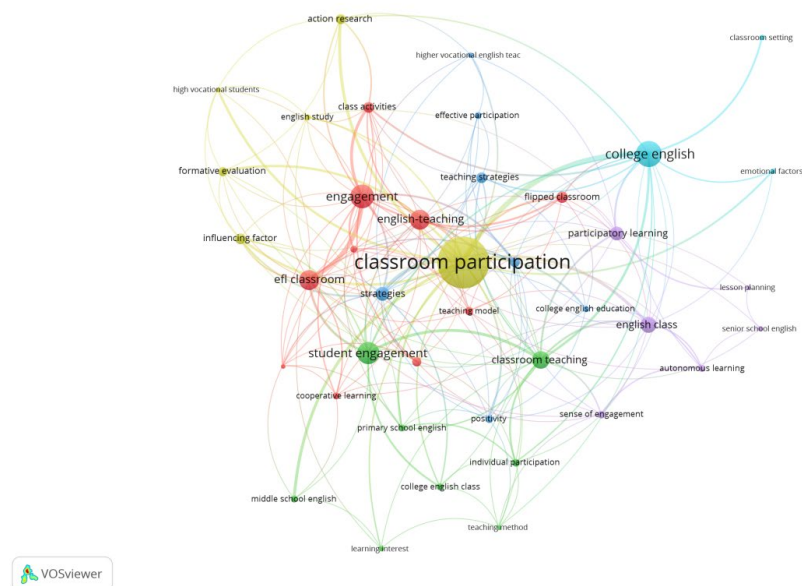 action research
classroom setting
higher vocational english teac
high vocational students
class activities
english study
effective participation
college english
formative evaluation
teaching strategies
emotional factors
engagement
flipped classroom
english-teaching
participatory learning
influencing factor
classroom participation
efl classroom
strategies
lesson planning
teaching model
college english education
english class
senior school english
student engagement
classroom teaching
autonomous learning
cooperative learning
sense of engagement
positivity
primary school english
individual participation
college english class
middle school english
teaching method
learning interest
VOSviewer